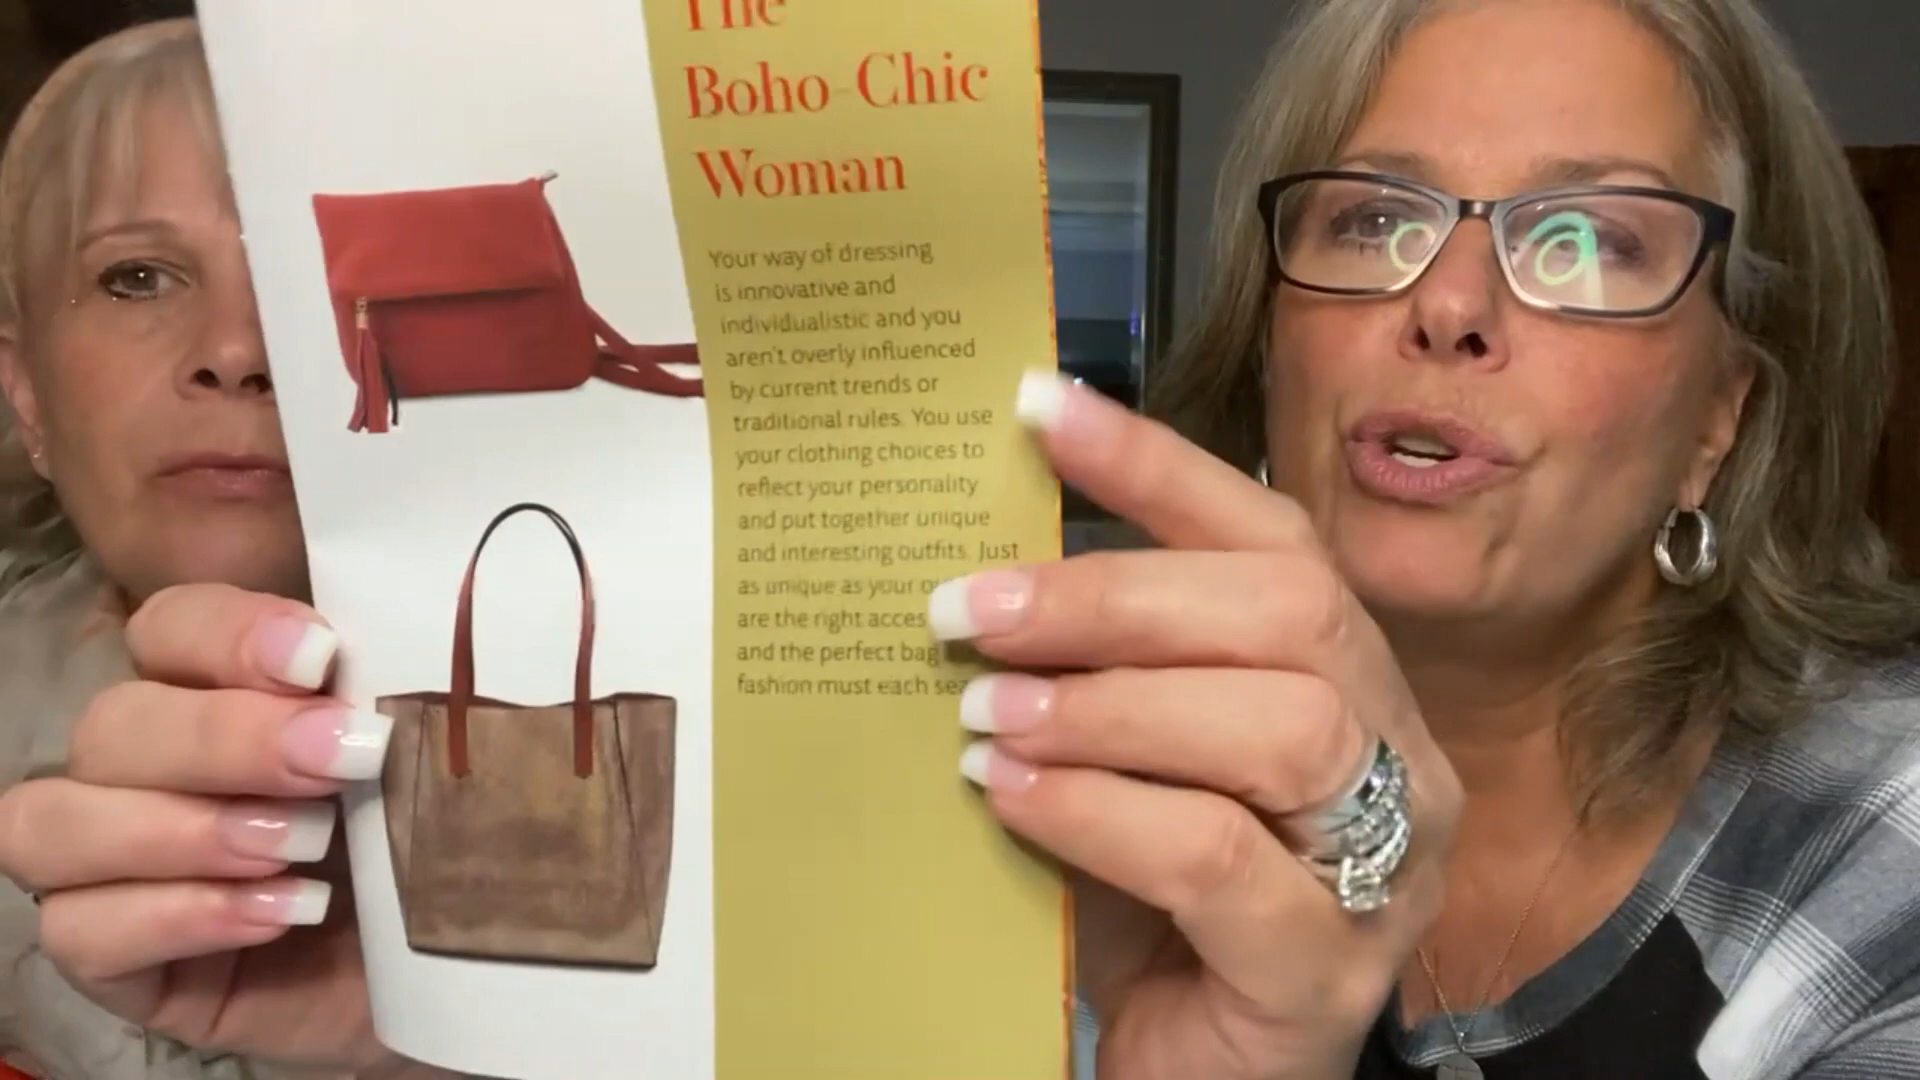 The
Boho-Chic
Woman
Your way of dressing
is innovative and
individualistic and you
aren't overly influenced
by current trends or
traditional rules. You use
your clothing choices to
reflect your personality
and put together unique
and interesting outfits. Just
as unique as your
are the right
and the perfect bag
fashion must each